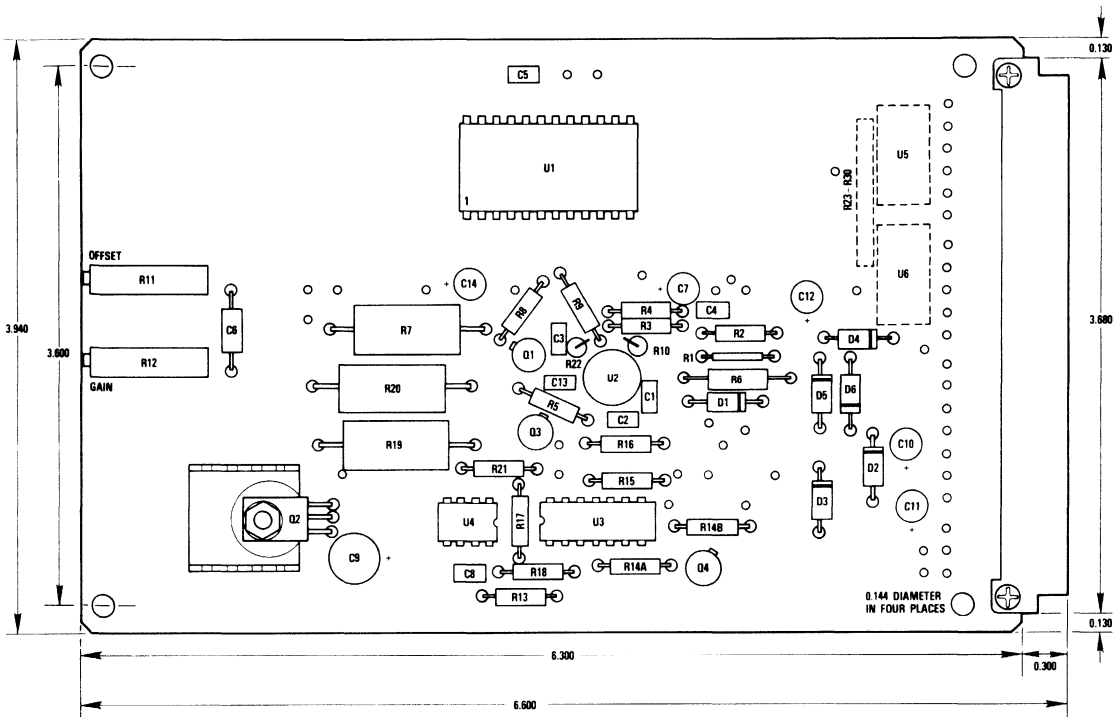 0.130
C5
U1
1
U5
R23 - R30
U6
OFFSET
R11
C14
C7
C12
C6
R8
R9
R4
C4
R3
R7
C3
R2
D4
3.940
3.600
3.680
Q1
R22
R10
R1
R12
GAIN
U2
R6
C13
R20
C1
D1
D5
D6
R5
C2
Q3
R19
R16
C10
R21
D2
R15
D3
C11
Q2
U4
R17
U3
R14B
C9
C8
R18
R14A
Q4
R13
0.144 DIAMETER
IN FOUR PLACES
0.130
6.300
0.300
6.600